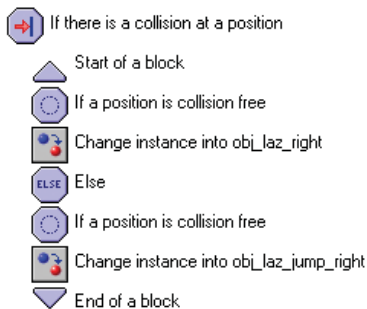 If there is a collision at a position
Start of a block
If a position is collision free
Change instance into obj_laz_right
ELSE Else
If a position is collision free
Change instance into obj_laz_jump_right
End of a block